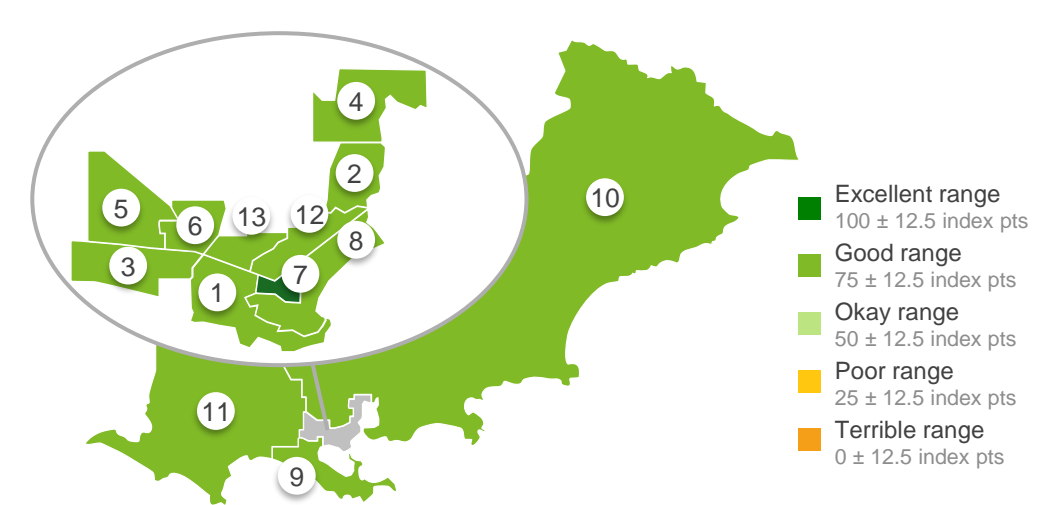 4
2
5
13
12
6
8
3
7
1
10
11
9
Excellent range
100 ± 12.5 index pts
Good range
75 ± 12.5 index pts
Okay range
50 ± 12.5 index pts
Poor range
25 ± 12.5 index pts
Terrible range
0 ± 12.5 index pts